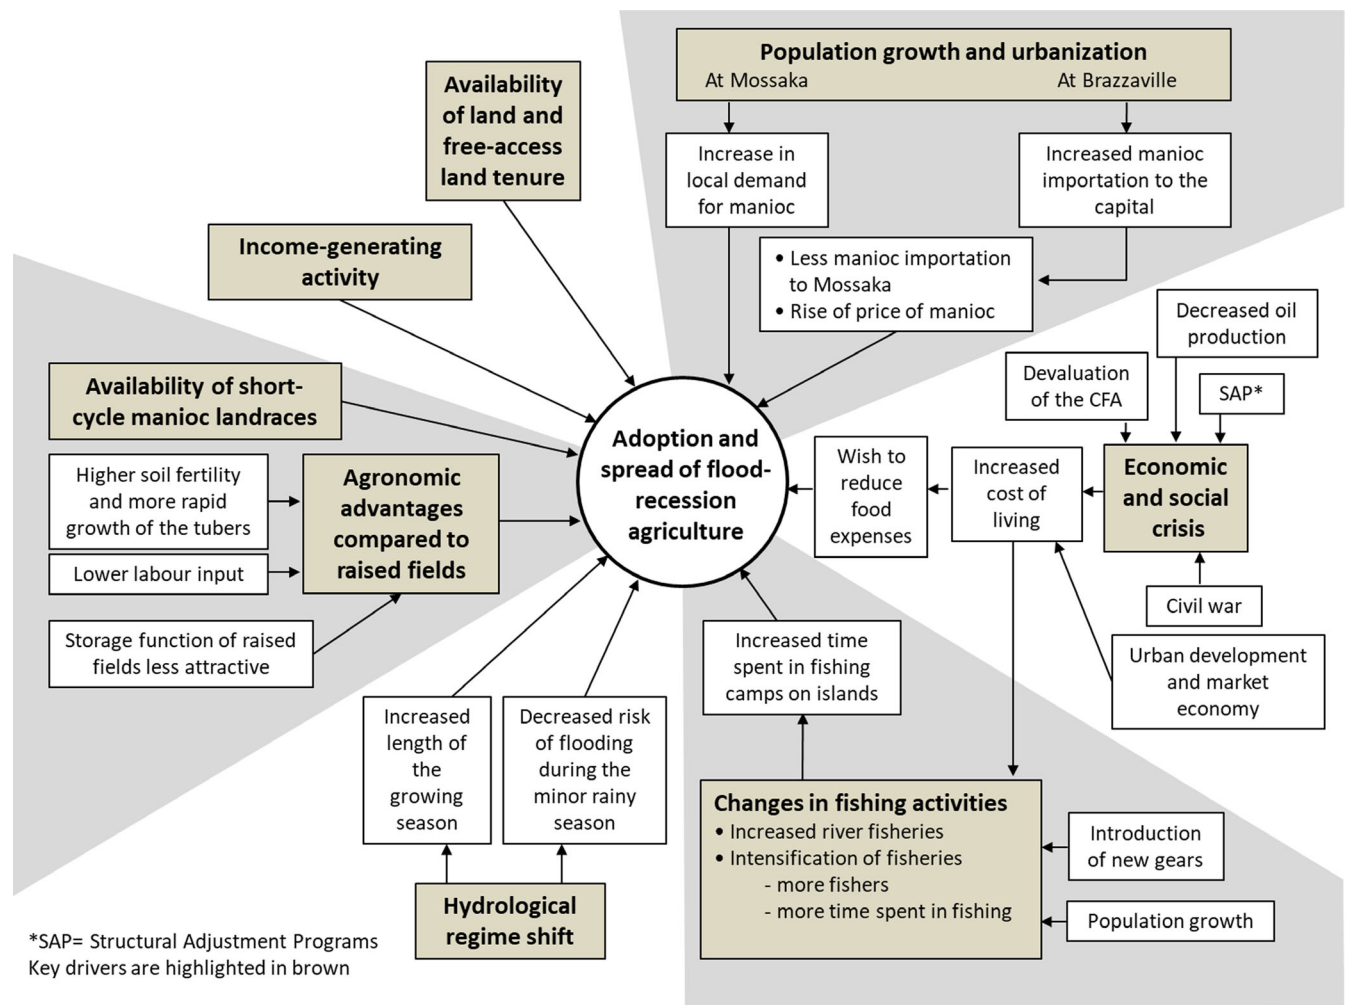 Population growth and urbanization
At Mossaka
At Brazzaville
Increase in
local demand
for manioc
Increased manioc
importation to the
capital
• Less manioc importation
to Mossaka
• Rise of price of manioc
Availability
of land and
free-access
land tenure
Income-generating
activity
Availability of short-
cycle manioc landraces
Higher soil fertility
and more rapid
growth of the tubers
Lower labour input
Storage function of raised
fields less attractive
Agronomic
advantages
compared to
raised fields
Adoption and
spread of flood-
recession
agriculture
Wish to
reduce
food
expenses
Increased
cost of
living
Decreased oil
production
Devaluation
of the CFA
SAP*
Economic
and social
crisis
Civil war
Urban development
and market
economy
Increased time
spent in fishing
camps on islands
Increased
length of
the
growing
season
Decreased risk
of flooding
during the
minor rainy
season
Hydrological
regime shift
Changes in fishing activities
• Increased river fisheries
• Intensification of fisheries
- more fishers
- more time spent in fishing
Introduction
of new gears
Population growth
*SAP= Structural Adjustment Programs
Key drivers are highlighted in brown